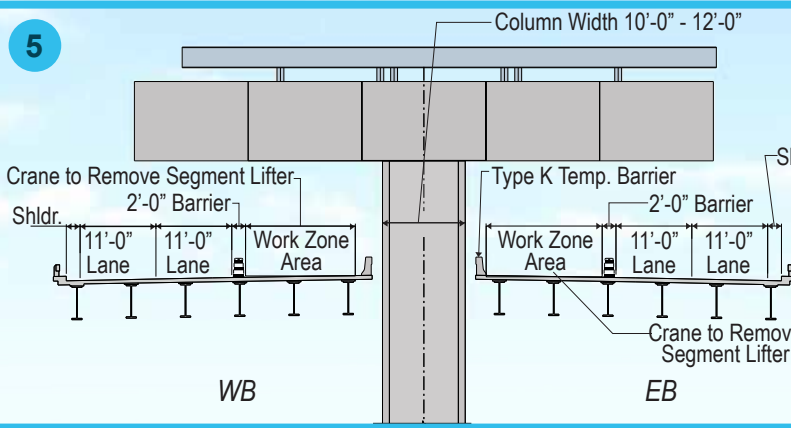 5
Column Width 10’-0” - 12’-0”
Crane to Remove Segment Lifter
Type K Temp. Barrier
Shldr.
2’-0” Barrier
2’-0” Barrier
11’-0”
Lane
11’-0”
Lane
Work Zone
Area
Work Zone
Area
11’-0”
Lane
11’-0”
Lane
Crane to Remov
Segment Lifter
WB
EB